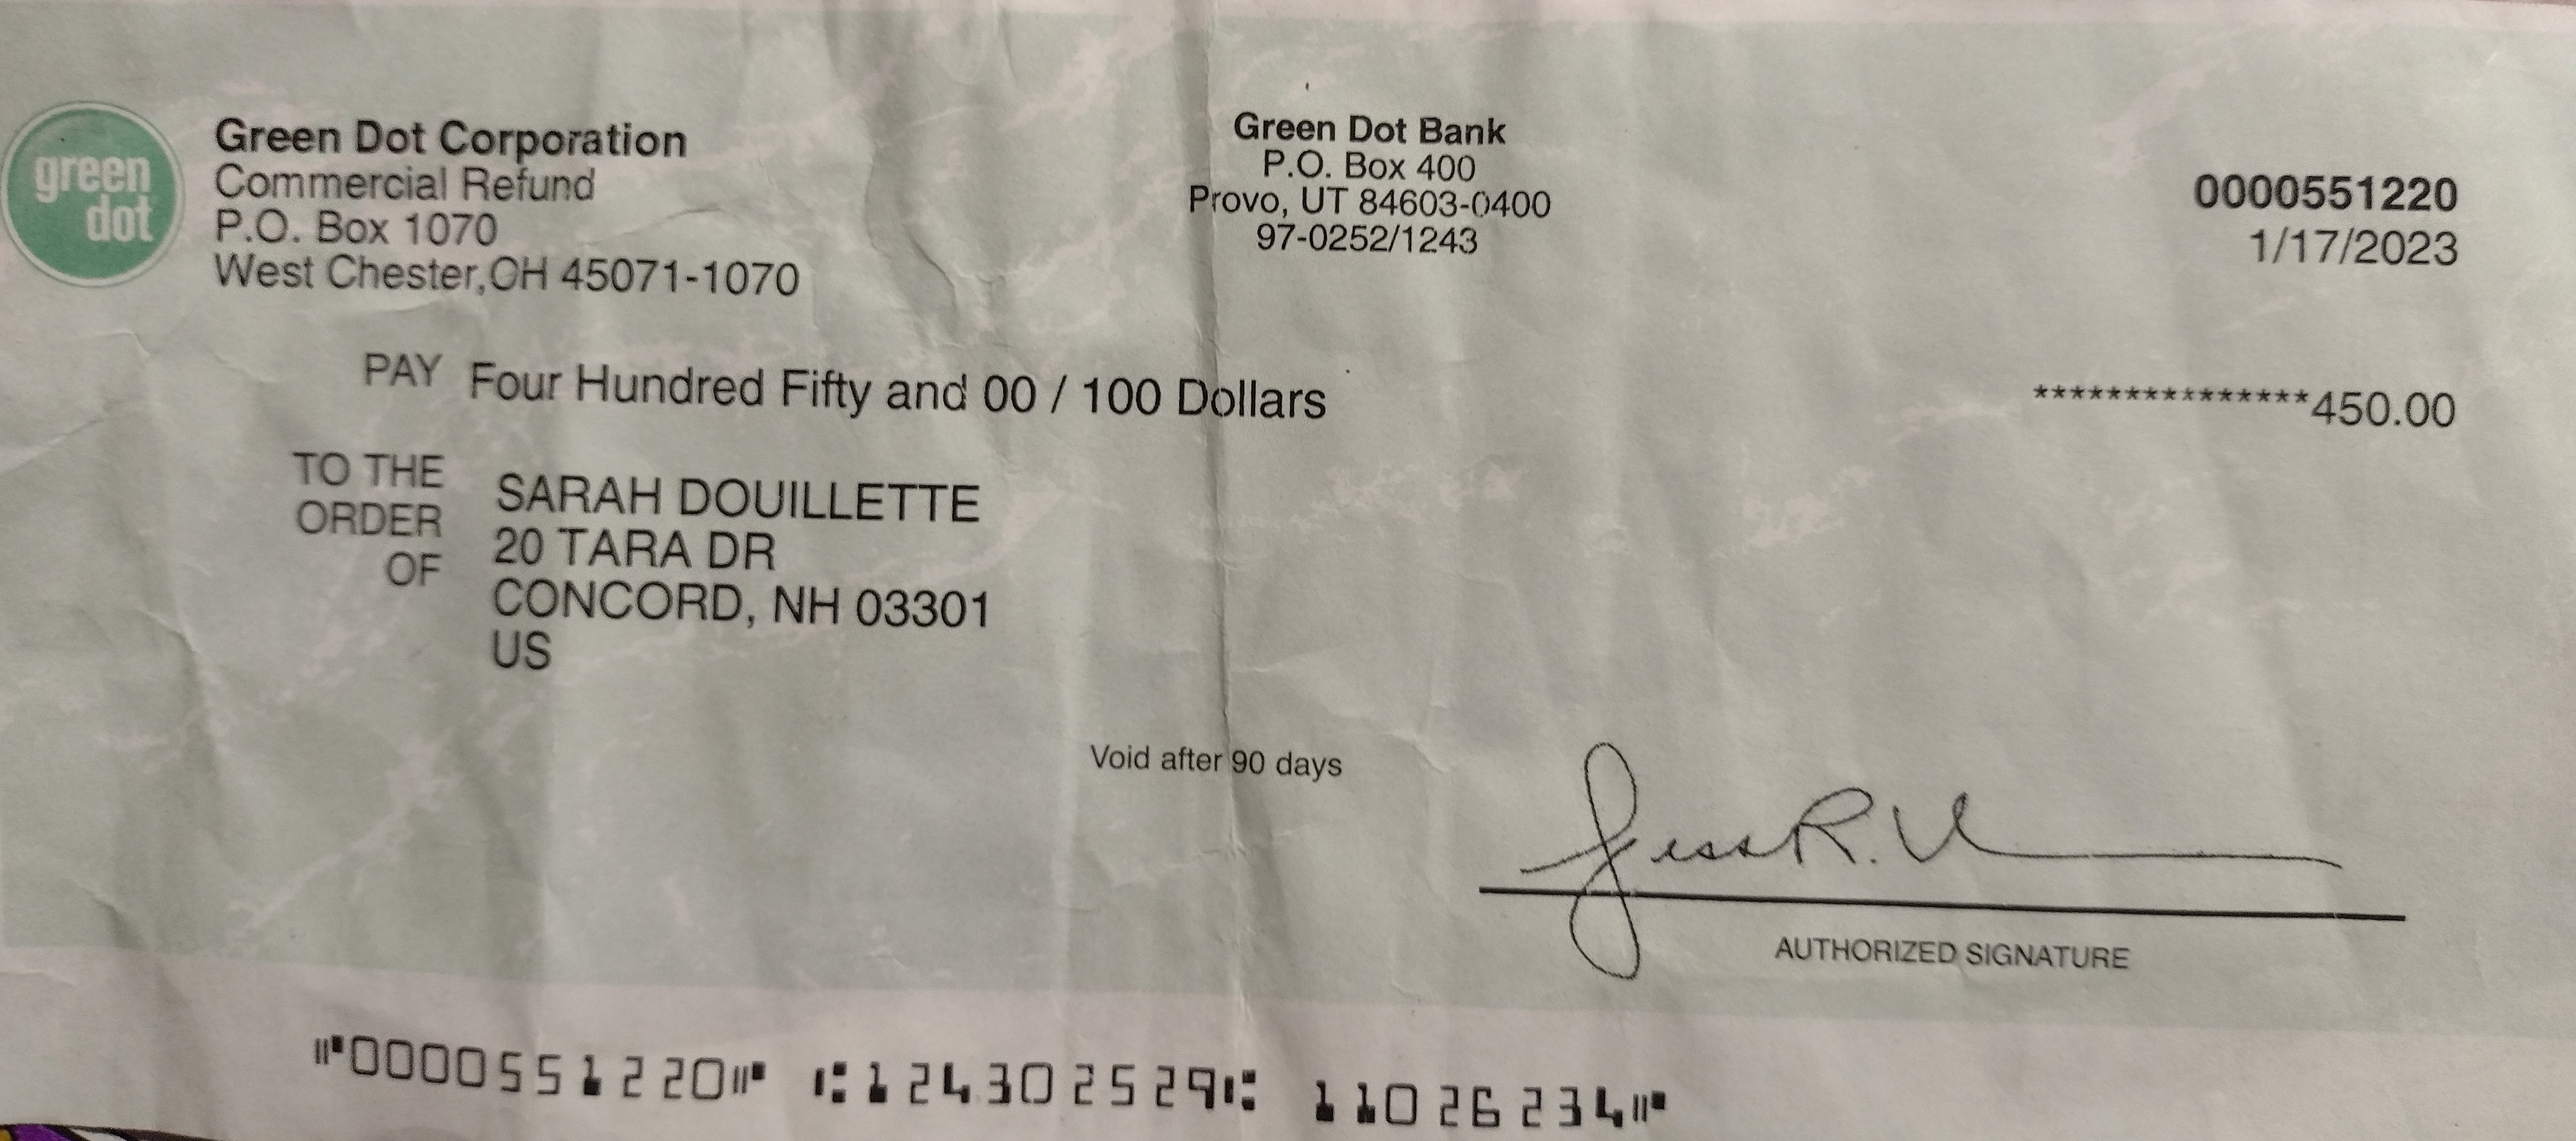 green
dot
Green Dot Corporation
Commercial Refund
P.O. Box 1070
West Chester,OH 45071-1070
Green Dot Bank
P.O. Box 400
Provo, UT 84603-0400
97-0252/1243
0000551220
1/17/2023
PAY Four Hundred Fifty and 00 / 100 Dollars
***************450.00
TO THE
ORDER
OF
SARAH DOUILLETTE
20 TARA DR
CONCORD, NH 03301
US
Void after 90 days
Jess R. U
AUTHORIZED SIGNATURE
⑈0000551220⑈ ⑆124302529⑆ 11026234⑈